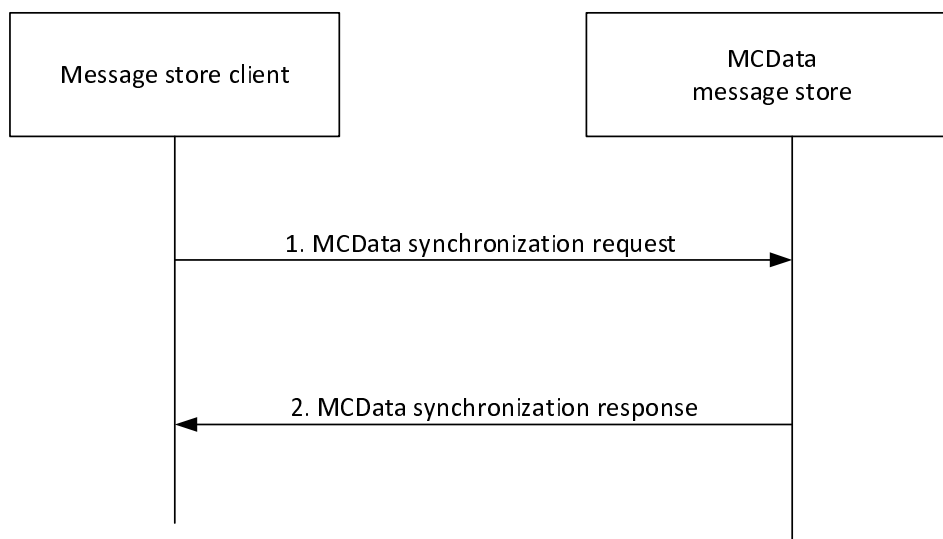 Message store client
MCData
message store
1. MCData synchronization request
2. MCData synchronization response